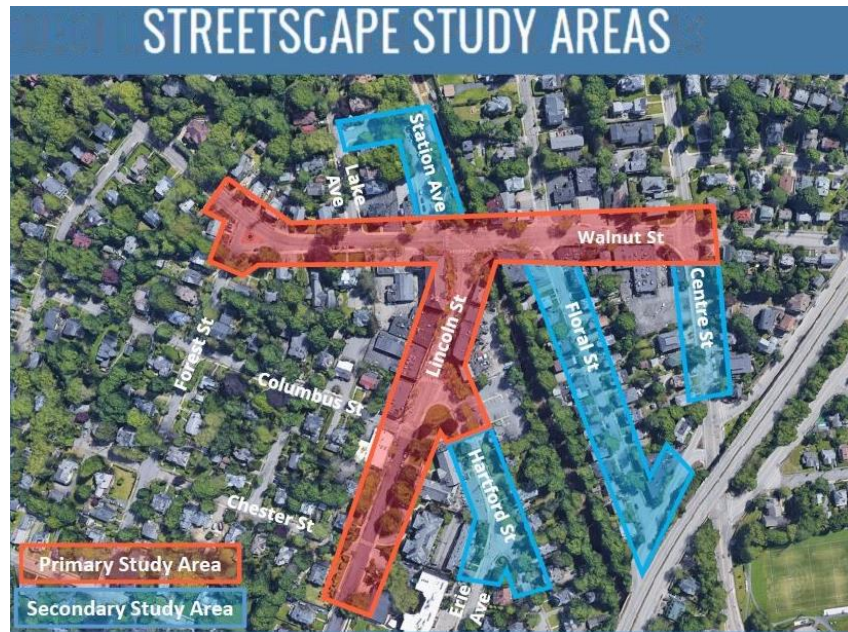 STREETSCAPE STUDY AREAS
Station Ave
Lake
Ave
Walnut St
Centre St
Floral St
Lincoln St
Forest St
Columbus St
Hartford St
Chester St
Erie
Ave
Primary Study Area
Secondary Study Area